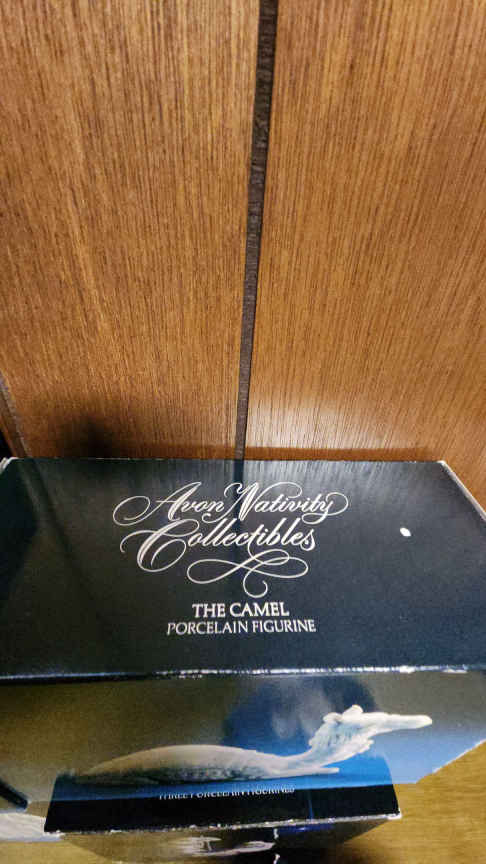 Avon Nativity
Collectibles
THE CAMEL
PORCELAIN FIGURINE
THREE PORCELAIN FIGURINES